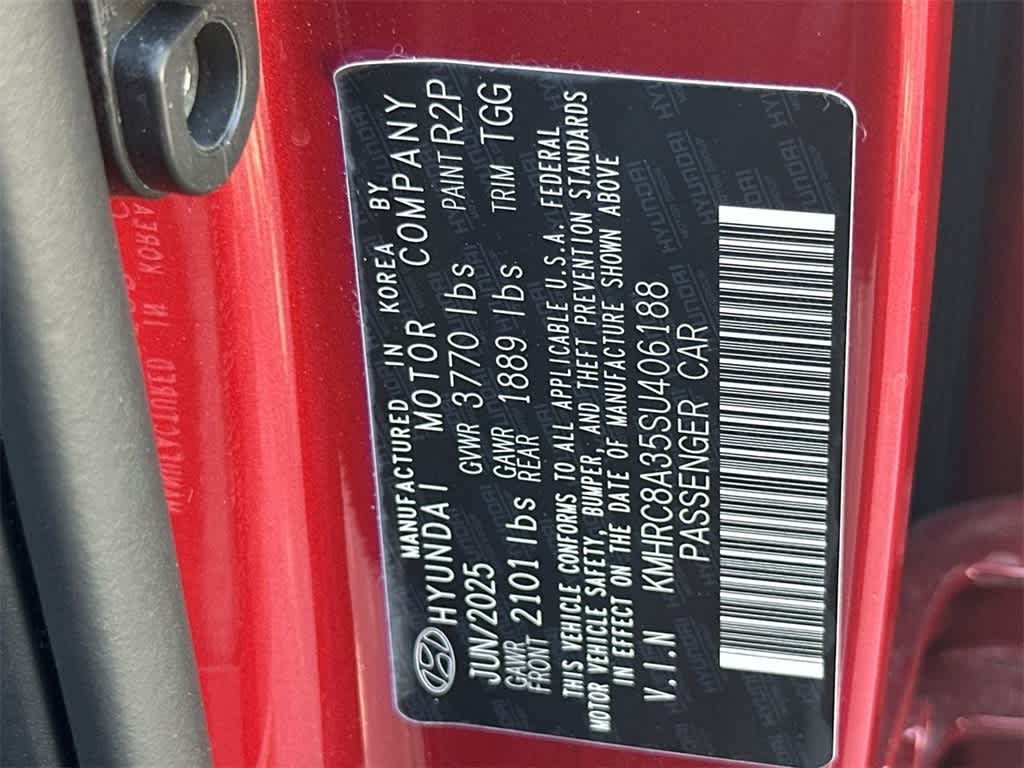 MANUFACTURED IN KOREA BY
HYUNDAI MOTOR COMPANY
JUN/2025 GVWR 3770 lbs PAINT R2P
GAWR FRONT 2101 lbs GAWR REAR 1889 lbs TRIM TGG
THIS VEHICLE CONFORMS TO ALL APPLICABLE U.S.A. FEDERAL
MOTOR VEHICLE SAFETY, BUMPER, AND THEFT PREVENTION STANDARDS
IN EFFECT ON THE DATE OF MANUFACTURE SHOWN ABOVE
V.I.N KMHRC8A35SU406188
PASSENGER CAR